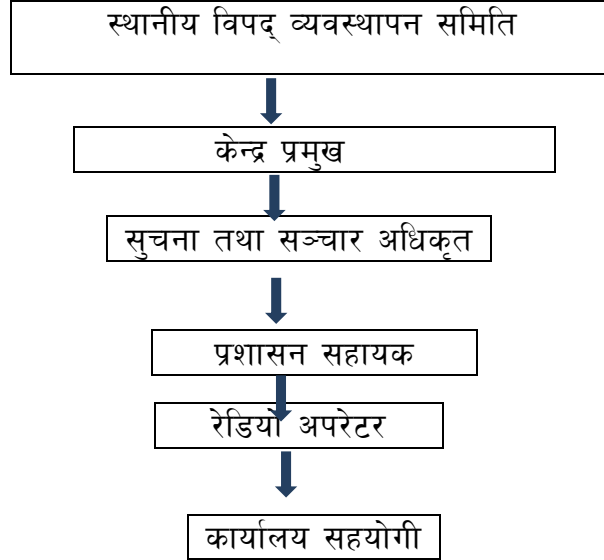 स्थानीय विपद् व्यवस्थापन समिति
केन्द्र प्रमुख
सुचना तथा सञ्चार अधिकृत
प्रशासन सहायक
रेडियो अपरेटर
कार्यालय सहयोगी